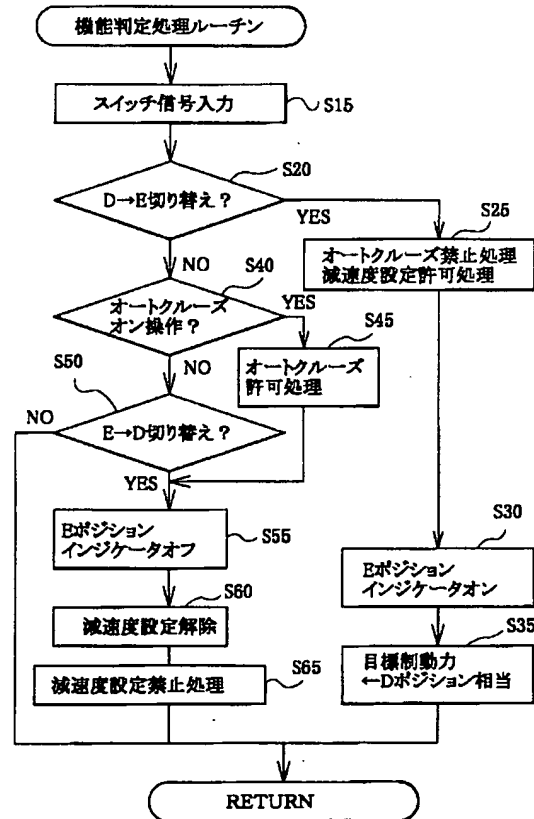 機能判定処理ルーチン
スイッチ信号入力
S15
S20
D→E切り替え？
YES
S25
オートクルーズ禁止処理
減速度設定許可処理
NO
S40
オートクルーズ
オン操作？
YES
S45
オートクルーズ
許可処理
S50
NO
NO
E→D切り替え？
YES
Eポジション
インジケータオフ
S55
S30
Eポジション
インジケータオン
S60
減速度設定解除
S35
目標制動力
←Dポジション相当
減速度設定禁止処理
S65
RETURN